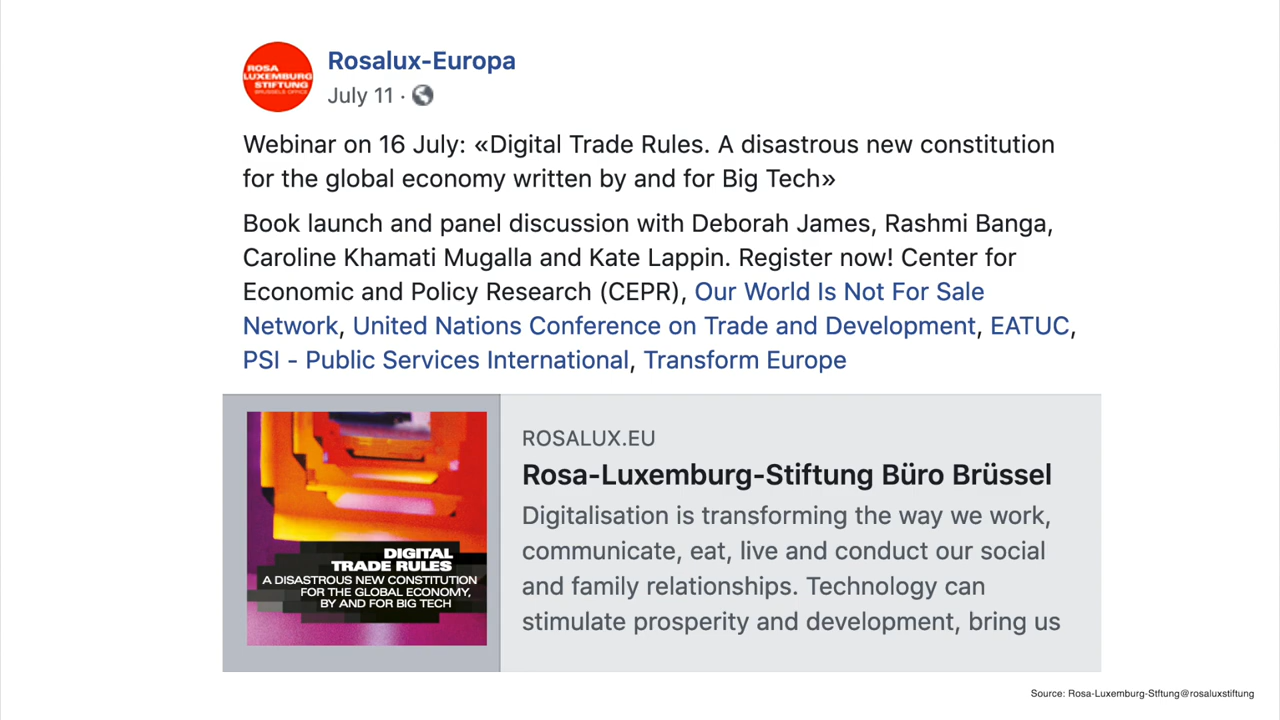 ROSA
LUXEMBURG
STIFTUNG
BRUSSELS OFFICE
Rosalux-Europa
July 11 ·
Webinar on 16 July: «Digital Trade Rules. A disastrous new constitution
for the global economy written by and for Big Tech»
Book launch and panel discussion with Deborah James, Rashmi Banga,
Caroline Khamati Mugalla and Kate Lappin. Register now! Center for
Economic and Policy Research (CEPR), Our World Is Not For Sale
Network, United Nations Conference on Trade and Development, EATUC,
PSI - Public Services International, Transform Europe
DIGITAL
TRADE RULES
A DISASTROUS NEW CONSTITUTION
FOR THE GLOBAL ECONOMY,
BY AND FOR BIG TECH
ROSALUX.EU
Rosa-Luxemburg-Stiftung Büro Brüssel
Digitalisation is transforming the way we work,
communicate, eat, live and conduct our social
and family relationships. Technology can
stimulate prosperity and development, bring us
Source: Rosa-Luxemburg-Stftung@rosaluxstiftung